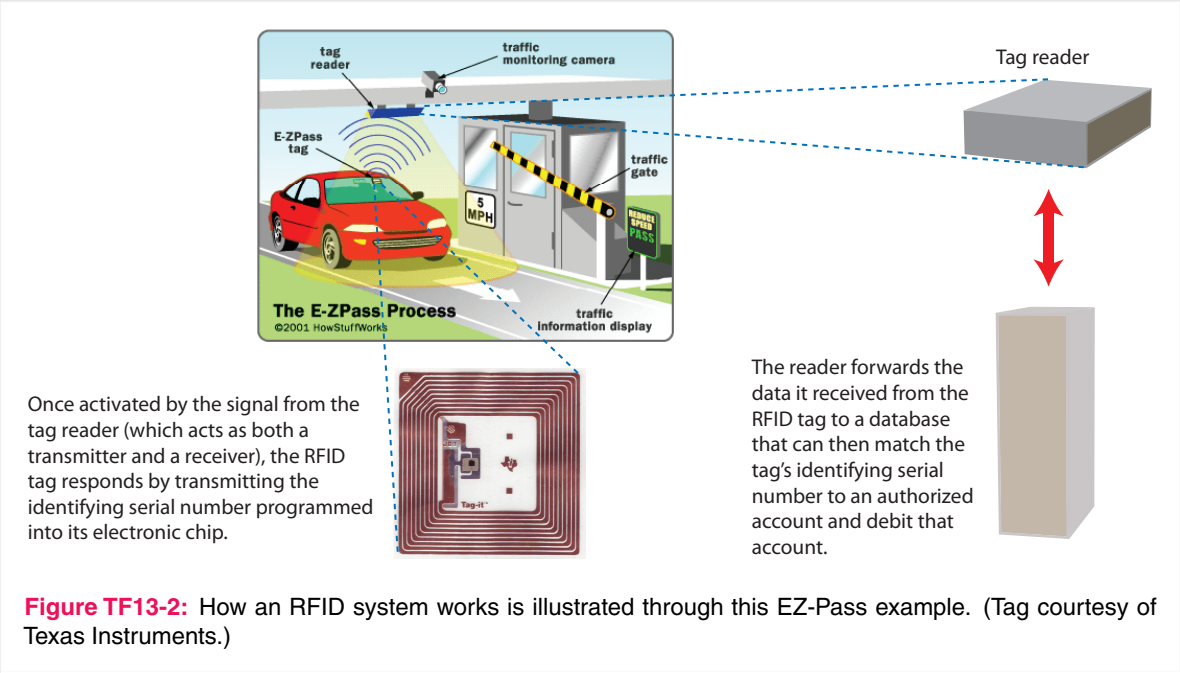 tag
reader
traffic
monitoring camera
Tag reader
E-ZPass
tag
traffic
gate
5
MPH
REDUCE
SPEED
PASS
The E-ZPass Process
©2001 HowStuffWorks
traffic
information display
Once activated by the signal from the
tag reader (which acts as both a
transmitter and a receiver), the RFID
tag responds by transmitting the
identifying serial number programmed
into its electronic chip.
Tag-it™
The reader forwards the
data it received from the
RFID tag to a database
that can then match the
tag’s identifying serial
number to an authorized
account and debit that
account.
Figure TF13-2: How an RFID system works is illustrated through this EZ-Pass example. (Tag courtesy of
Texas Instruments.)